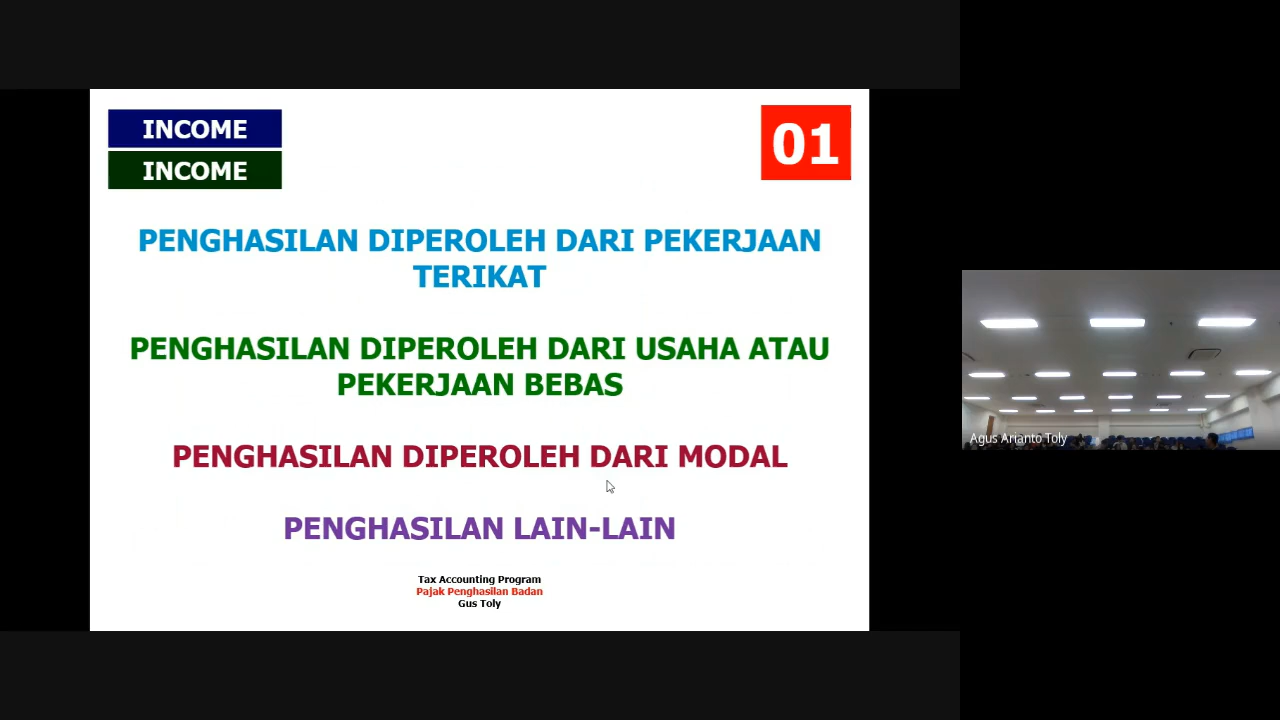 INCOME
INCOME
01
PENGHASILAN DIPEROLEH DARI PEKERJAAN
TERIKAT
PENGHASILAN DIPEROLEH DARI USAHA ATAU
PEKERJAAN BEBAS
PENGHASILAN DIPEROLEH DARI MODAL
PENGHASILAN LAIN-LAIN
Tax Accounting Program
Pajak Penghasilan Badan
Gus Toly
Agus Arianto Toly